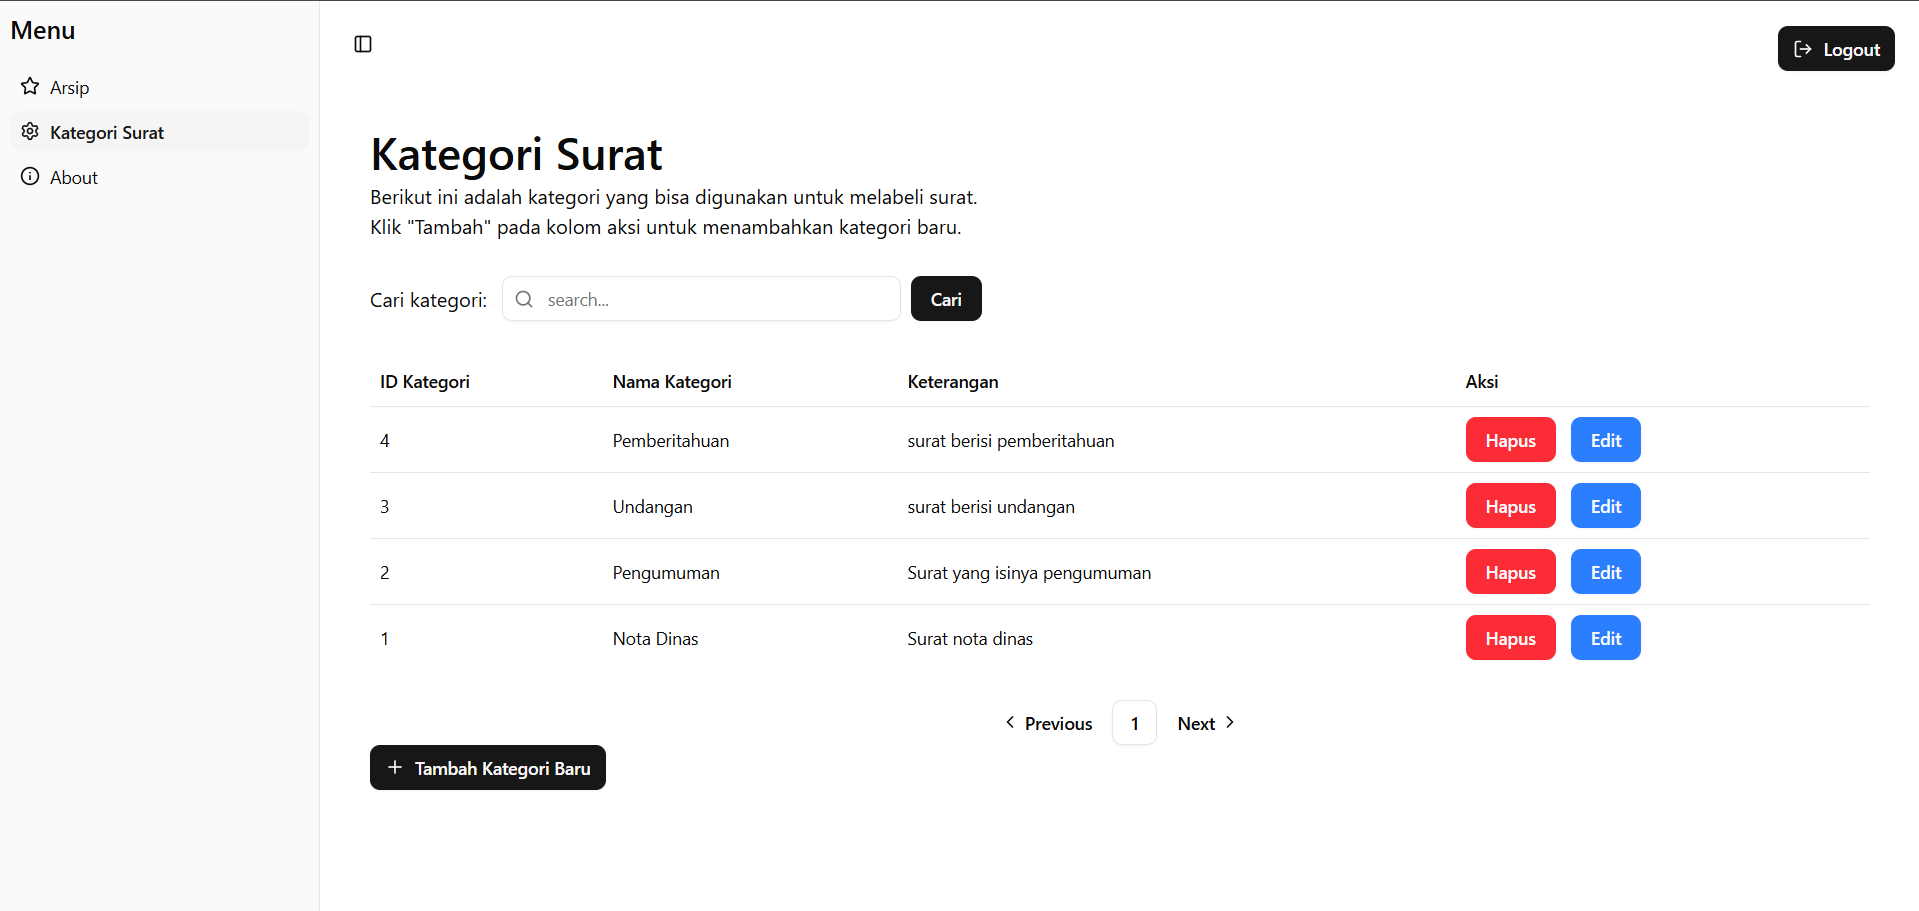 Menu
Arsip
Kategori Surat
About
Logout
Kategori Surat
Berikut ini adalah kategori yang bisa digunakan untuk melabeli surat.
Klik "Tambah" pada kolom aksi untuk menambahkan kategori baru.
Cari kategori: search... Cari
ID Kategori Nama Kategori Keterangan Aksi
4 Pemberitahuan surat berisi pemberitahuan Hapus Edit
3 Undangan surat berisi undangan Hapus Edit
2 Pengumuman Surat yang isinya pengumuman Hapus Edit
1 Nota Dinas Surat nota dinas Hapus Edit
Previous 1 Next
Tambah Kategori Baru